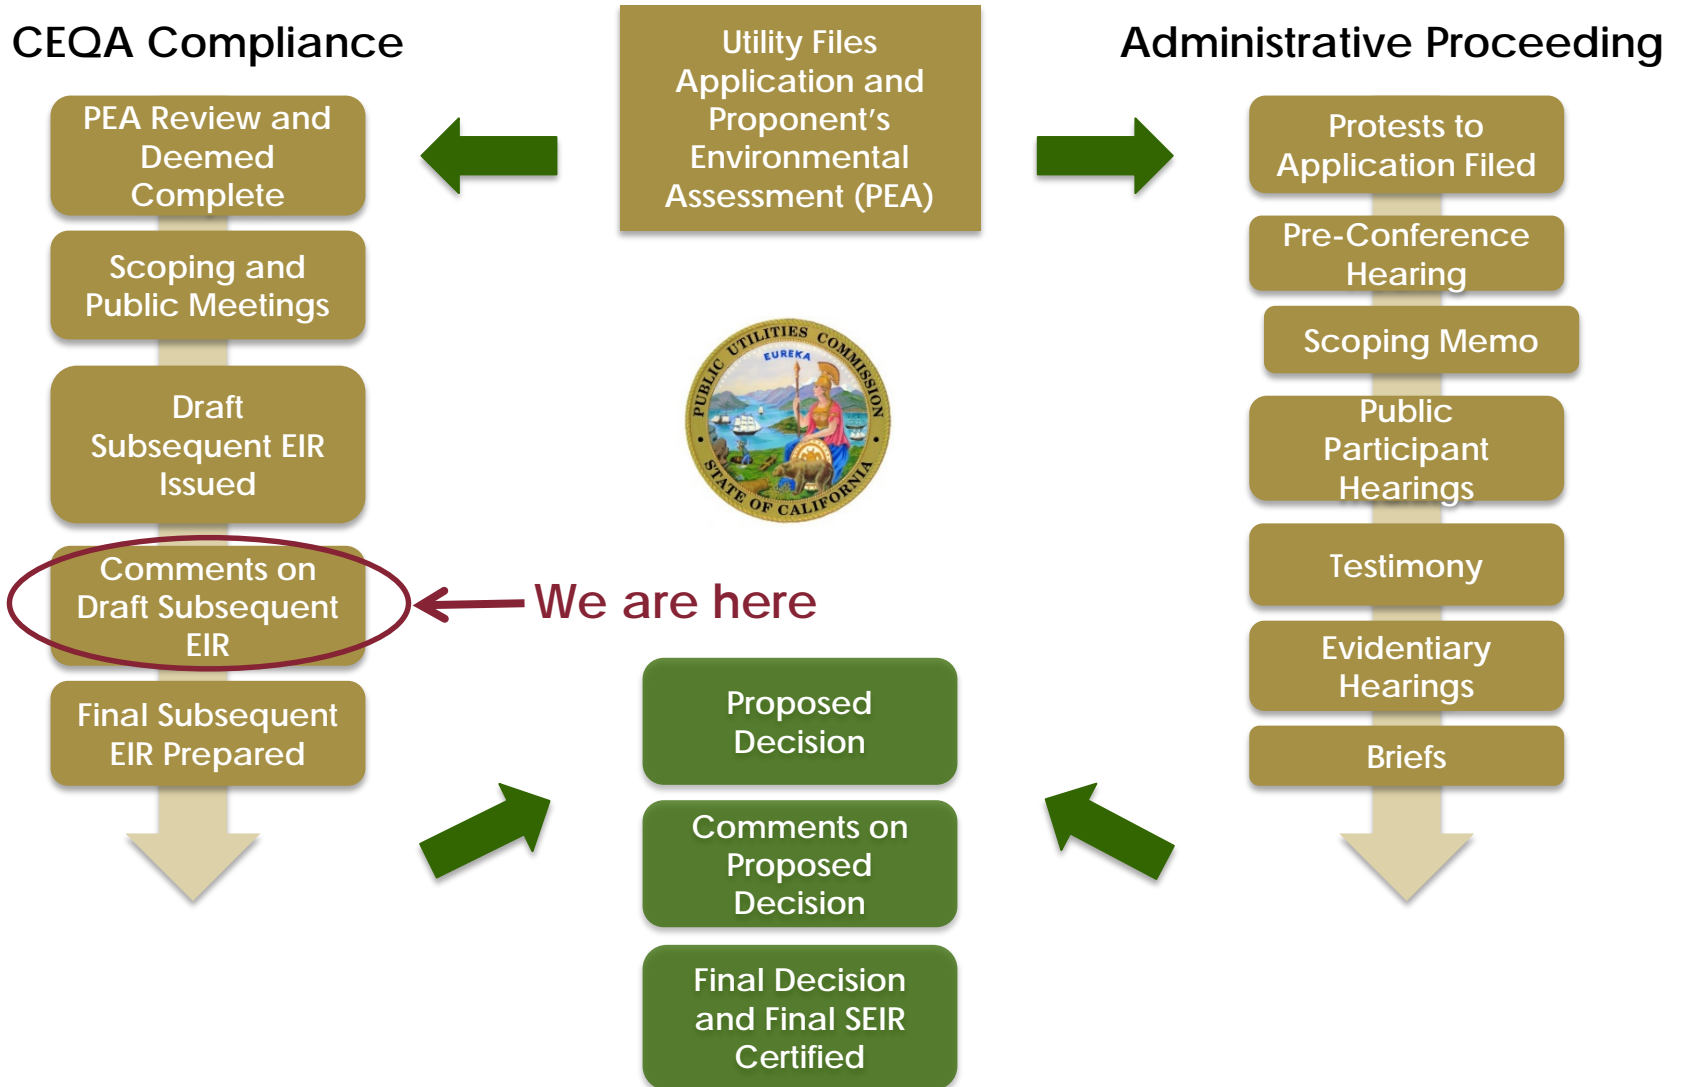 CEQA Compliance
Utility Files
Application and
Proponent's
Environmental
Assessment (PEA)
Administrative Proceeding
PEA Review and
Deemed
Complete
Scoping and
Public Meetings
Draft
Subsequent EIR
Issued
Comments on
Draft Subsequent
EIR
Final Subsequent
EIR Prepared
PUBLIC UTILITIES COMMISSION
EUREKA
STATE OF CALIFORNIA
We are here
Proposed
Decision
Comments on
Proposed
Decision
Final Decision
and Final SEIR
Certified
Protests to
Application Filed
Pre-Conference
Hearing
Scoping Memo
Public
Participant
Hearings
Testimony
Evidentiary
Hearings
Briefs